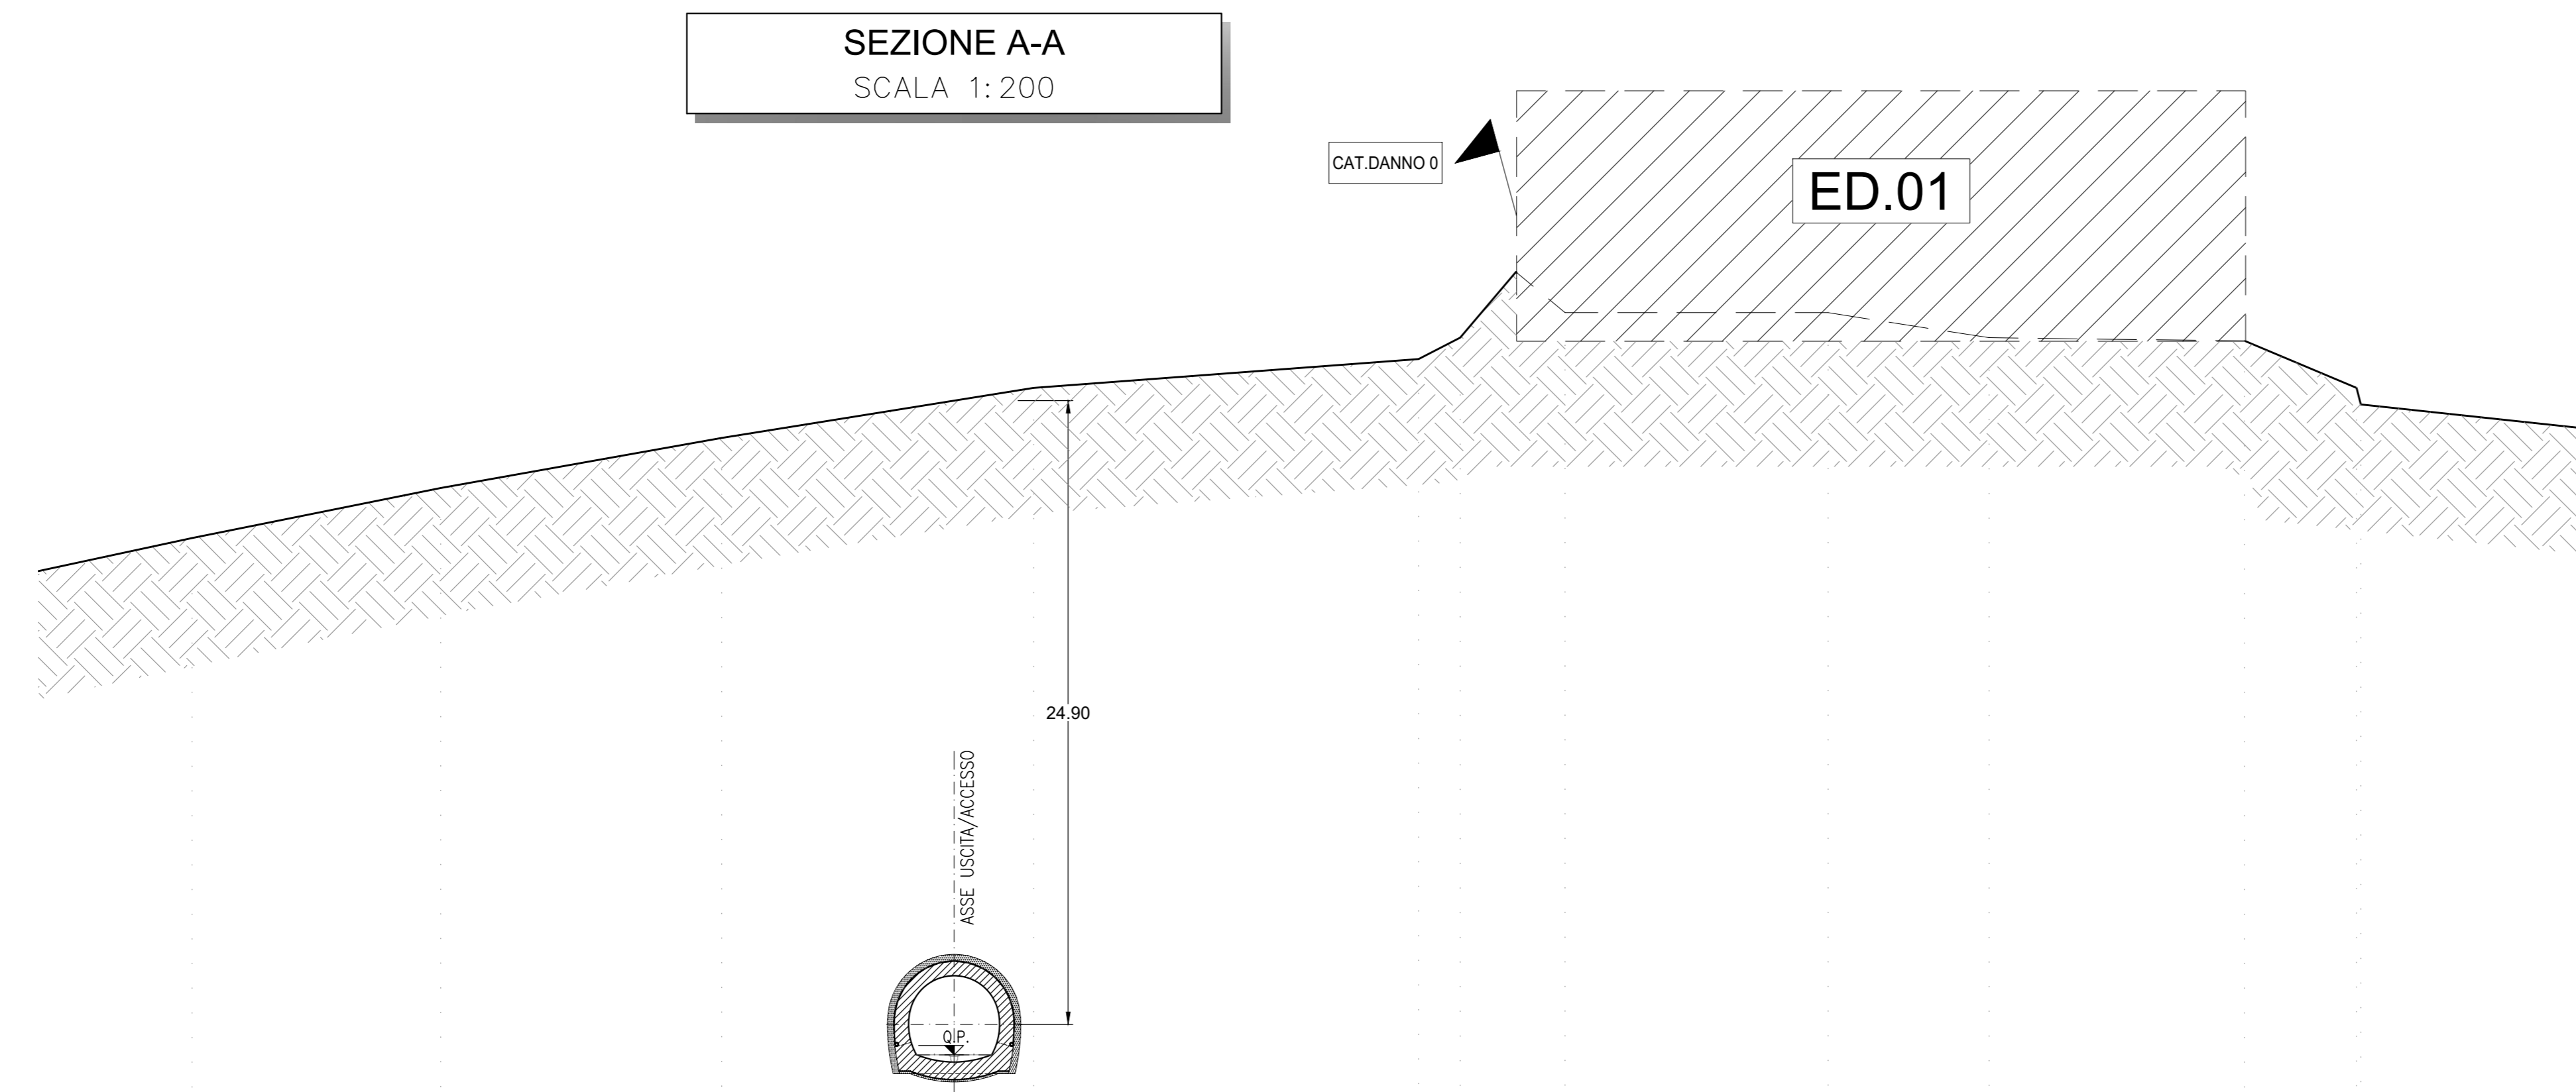 SEZIONE A-A
SCALA 1:200
CAT.DANNO 0
ED.01
24.90
ASSE USCITA/ACCESSO
Q.P.